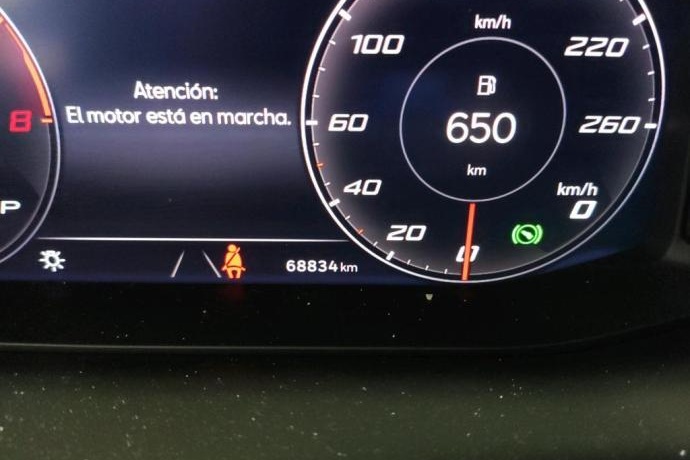 km/h
100
220
Atención:
8
El motor está en marcha.
60
650
260
km
40
km/h
P
0
20
0
68834 km